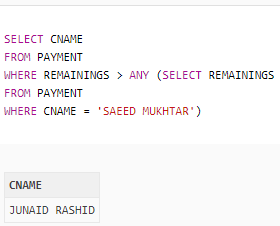 SELECT CNAME
FROM PAYMENT
WHERE REMAININGS > ANY (SELECT REMAININGS
FROM PAYMENT
WHERE CNAME = 'SAEED MUKHTAR')
CNAME
JUNAID RASHID